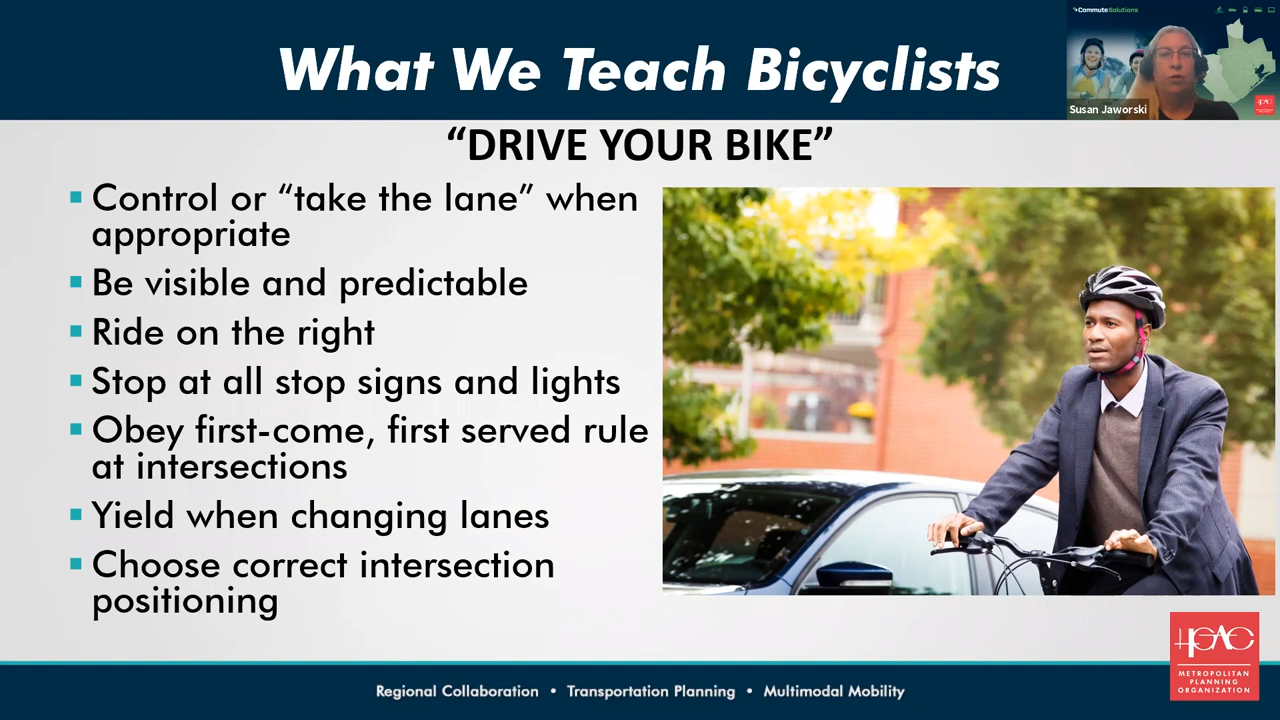 What We Teach Bicyclists
CommuteSolutions
Susan Jaworski
“DRIVE YOUR BIKE”
Control or “take the lane” when
appropriate
Be visible and predictable
Ride on the right
Stop at all stop signs and lights
Obey first-come, first served rule
at intersections
Yield when changing lanes
Choose correct intersection
positioning
HGAC
METROPOLITAN
PLANNING
ORGANIZATION
Regional Collaboration • Transportation Planning • Multimodal Mobility